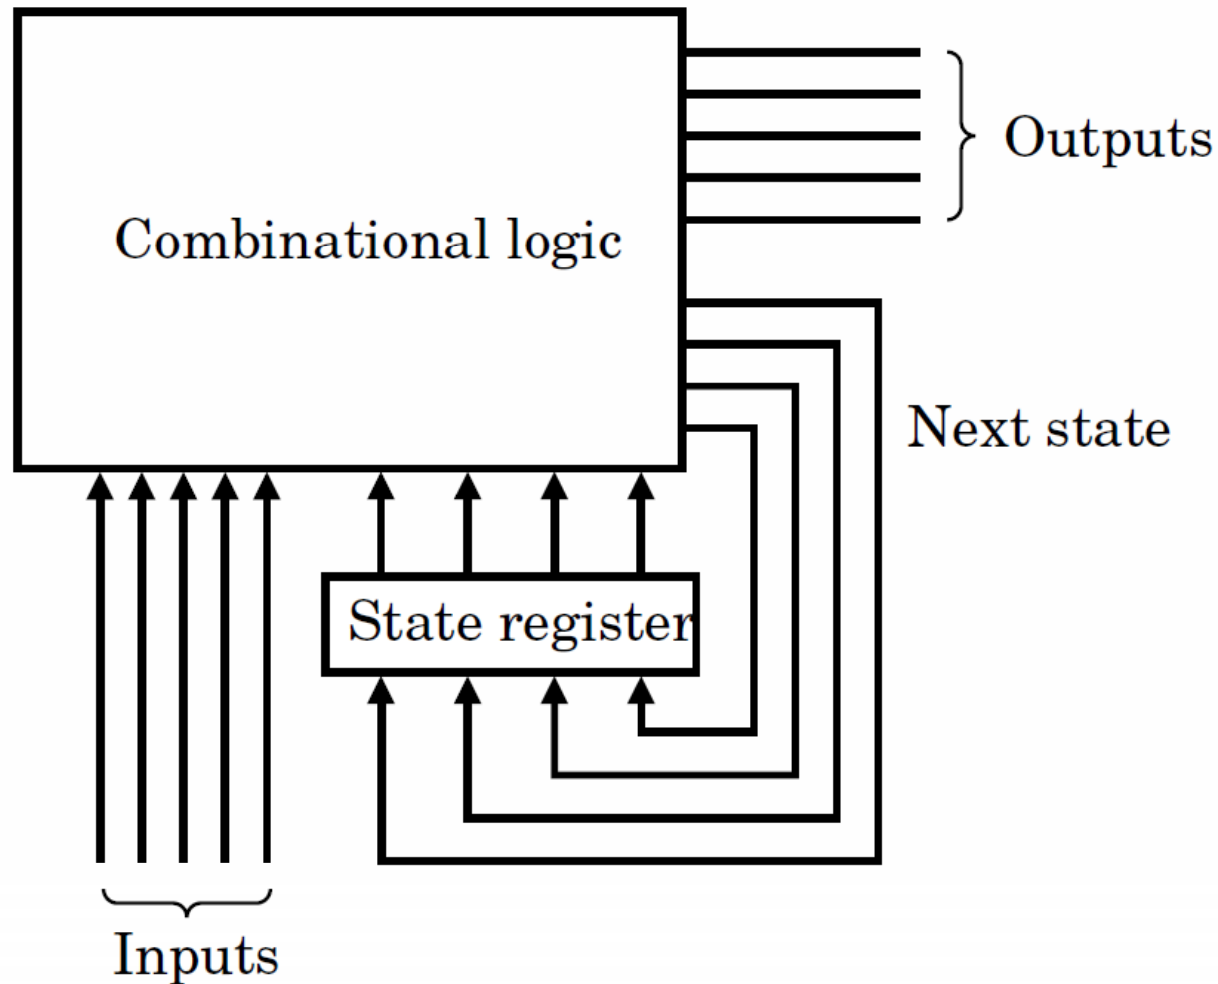 Outputs
Combinational logic
Next state
State register
Inputs